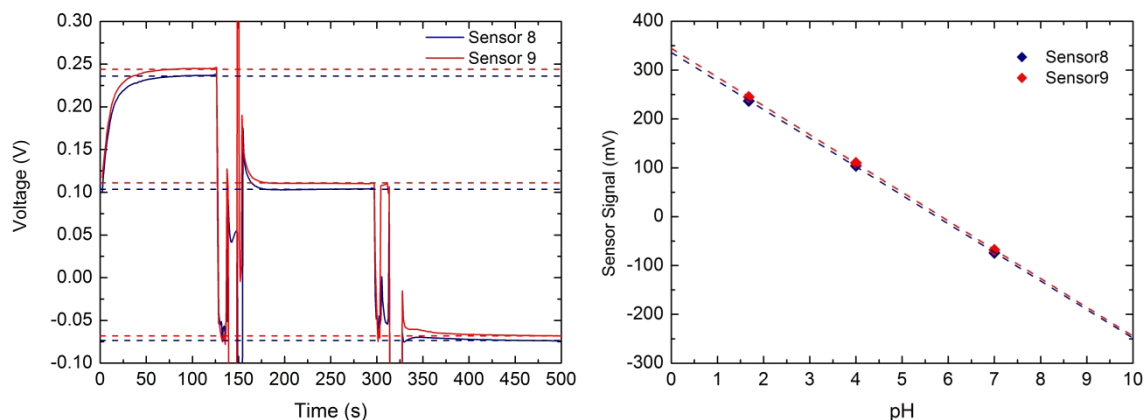 Sensor 8
Sensor 9
0.30
0.25
0.20
0.15
0.10
0.05
0.00
-0.05
-0.10
Voltage (V)
0 50 100 150 200 250 300 350 400 450 500
Time (s)
Sensor8
Sensor9
400
300
200
100
0
-100
-200
-300
Sensor Signal (mV)
0 1 2 3 4 5 6 7 8 9 10
pH